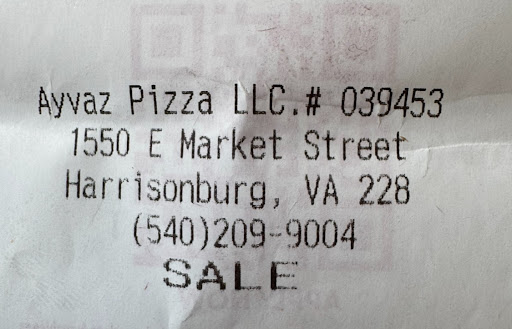 Ayvaz Pizza LLC.# 039453
1550 E Market Street
Harrisonburg, VA 228
(540)209-9004
SALE